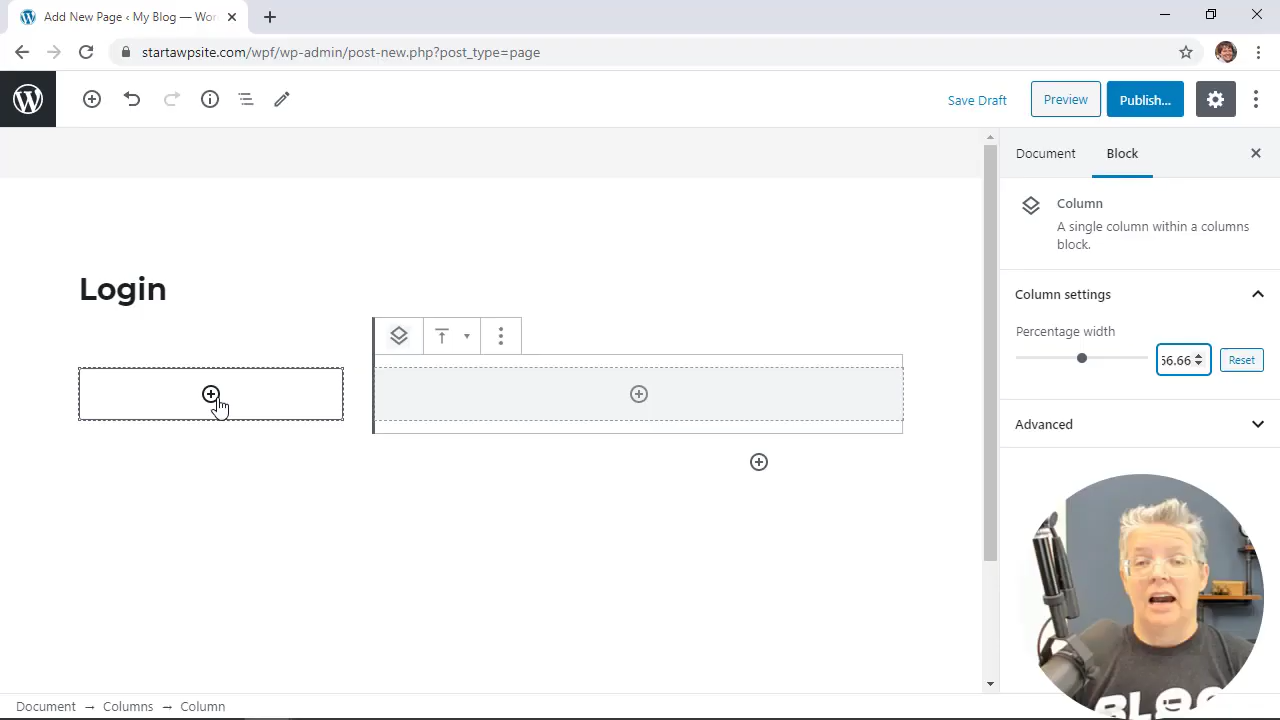 Add New Page ‹ My Blog — Wor
startawpsite.com/wpf/wp-admin/post-new.php?post_type=page
Save Draft
Preview
Publish...
Document
Block
Column
A single column within a columns
block.
Column settings
Percentage width
66.66
Reset
Advanced
Login
Document → Columns → Column